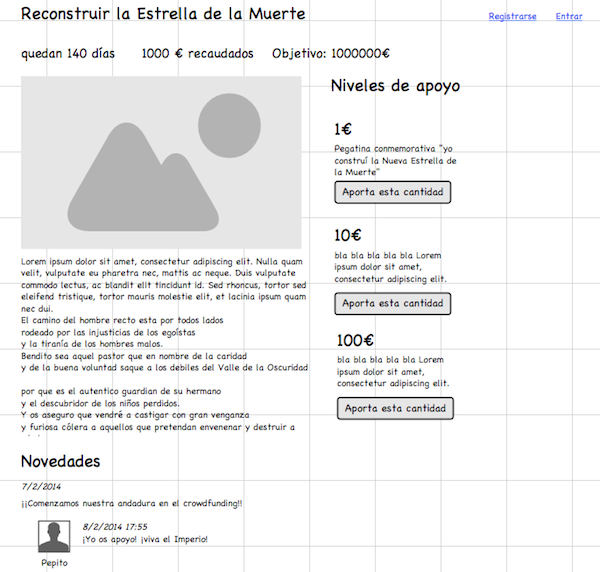 Reconstruir la Estrella de la Muerte
Registrarse Entrar
quedan 140 días 1000 € recaudados Objetivo: 1000000€
Niveles de apoyo
1€
Pegatina conmemorativa "yo
construí la Nueva Estrella de
la Muerte"
Aporta esta cantidad
10€
bla bla bla bla bla Lorem
ipsum dolor sit amet,
consectetur adipiscing elit.
Aporta esta cantidad
100€
bla bla bla bla bla Lorem
ipsum dolor sit amet,
consectetur adipiscing elit.
Aporta esta cantidad
Lorem ipsum dolor sit amet, consectetur adipiscing elit. Nulla quam
velit, vulputate eu pharetra nec, mattis ac neque. Duis vulputate
commodo lectus, ac blandit elit tincidunt id. Sed rhoncus, tortor sed
eleifend tristique, tortor mauris molestie elit, et lacinia ipsum quam
nec dui.
El camino del hombre recto esta por todos lados
rodeado por las injusticias de los egoístas
y la tiranía de los hombres malos.
Bendito sea aquel pastor que en nombre de la caridad
y de la buena voluntad saque a los debiles del Valle de la Oscuridad
por que es el autentico guardian de su hermano
y el descubridor de los niños perdidos.
Y os aseguro que vendré a castigar con gran venganza
y furiosa cólera a aquellos que pretendan envenenar y destruir a
Novedades
7/2/2014
¡¡Comenzamos nuestra andadura en el crowdfunding!!
8/2/2014 17:55
¡Yo os apoyo! ¡viva el Imperio!
Pepito